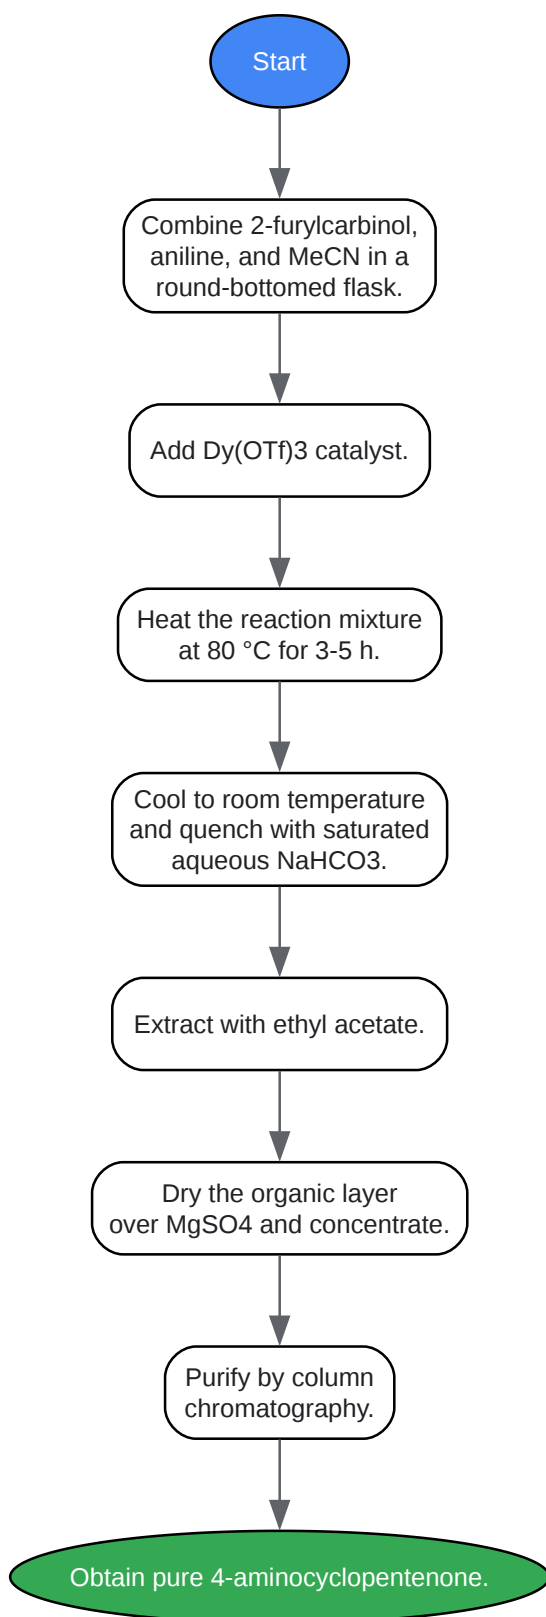 Start
Combine 2-furylcarbinol,
aniline, and MeCN in a
round-bottomed flask.
Add Dy(OTf)3 catalyst.
Heat the reaction mixture
at 80 °C for 3-5 h.
Cool to room temperature
and quench with saturated
aqueous NaHCO3.
Extract with ethyl acetate.
Dry the organic layer
over MgSO4 and concentrate.
Purify by column
chromatography.
Obtain pure 4-aminocyclopentenone.